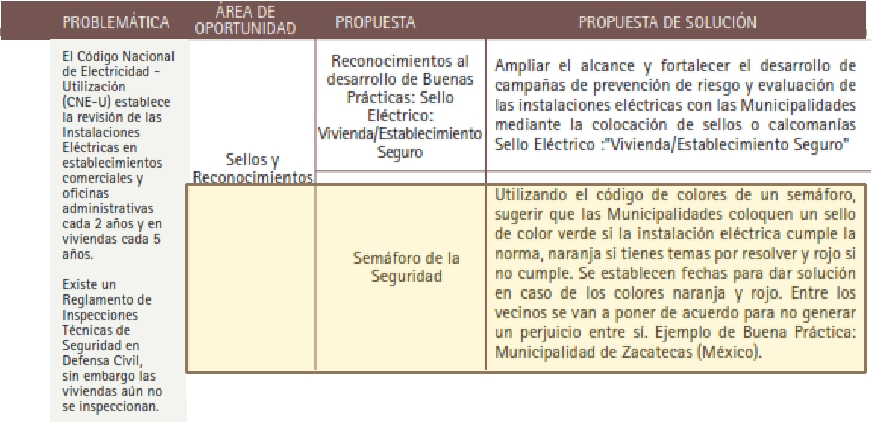 PROBLEMÁTICA
ÁREA DE
OPORTUNIDAD
PROPUESTA
PROPUESTA DE SOLUCIÓN
El Código Nacional
de Electricidad -
Utilización
(CNE-U) establece
la revisión de las
Instalaciones
Eléctricas en
establecimientos
comerciales y
oficinas
administrativas
cada 2 años y en
viviendas cada 5
años.
Existe un
Reglamento de
Inspecciones
Técnicas de
Seguridad en
Defensa Civil,
sin embargo las
viviendas aún no
se inspeccionan.
Sellos y
Reconocimientos
Reconocimientos al
desarrollo de Buenas
Prácticas: Sello
Eléctrico:
Vivienda/Establecimiento
Seguro
Ampliar el alcance y fortalecer el desarrollo de
campañas de prevención de riesgo y evaluación de
las instalaciones eléctricas con las Municipalidades
mediante la colocación de sellos o calcomanías
Sello Eléctrico :"Vivienda/Establecimiento Seguro"
Semáforo de la
Seguridad
Utilizando el código de colores de un semáforo,
sugerir que las Municipalidades coloquen un sello
de color verde si la instalación eléctrica cumple la
norma, naranja si tienes temas por resolver y rojo si
no cumple. Se establecen fechas para dar solución
en caso de los colores naranja y rojo. Entre los
vecinos se van a poner de acuerdo para no generar
un perjuicio entre sí. Ejemplo de Buena Práctica:
Municipalidad de Zacatecas (México).